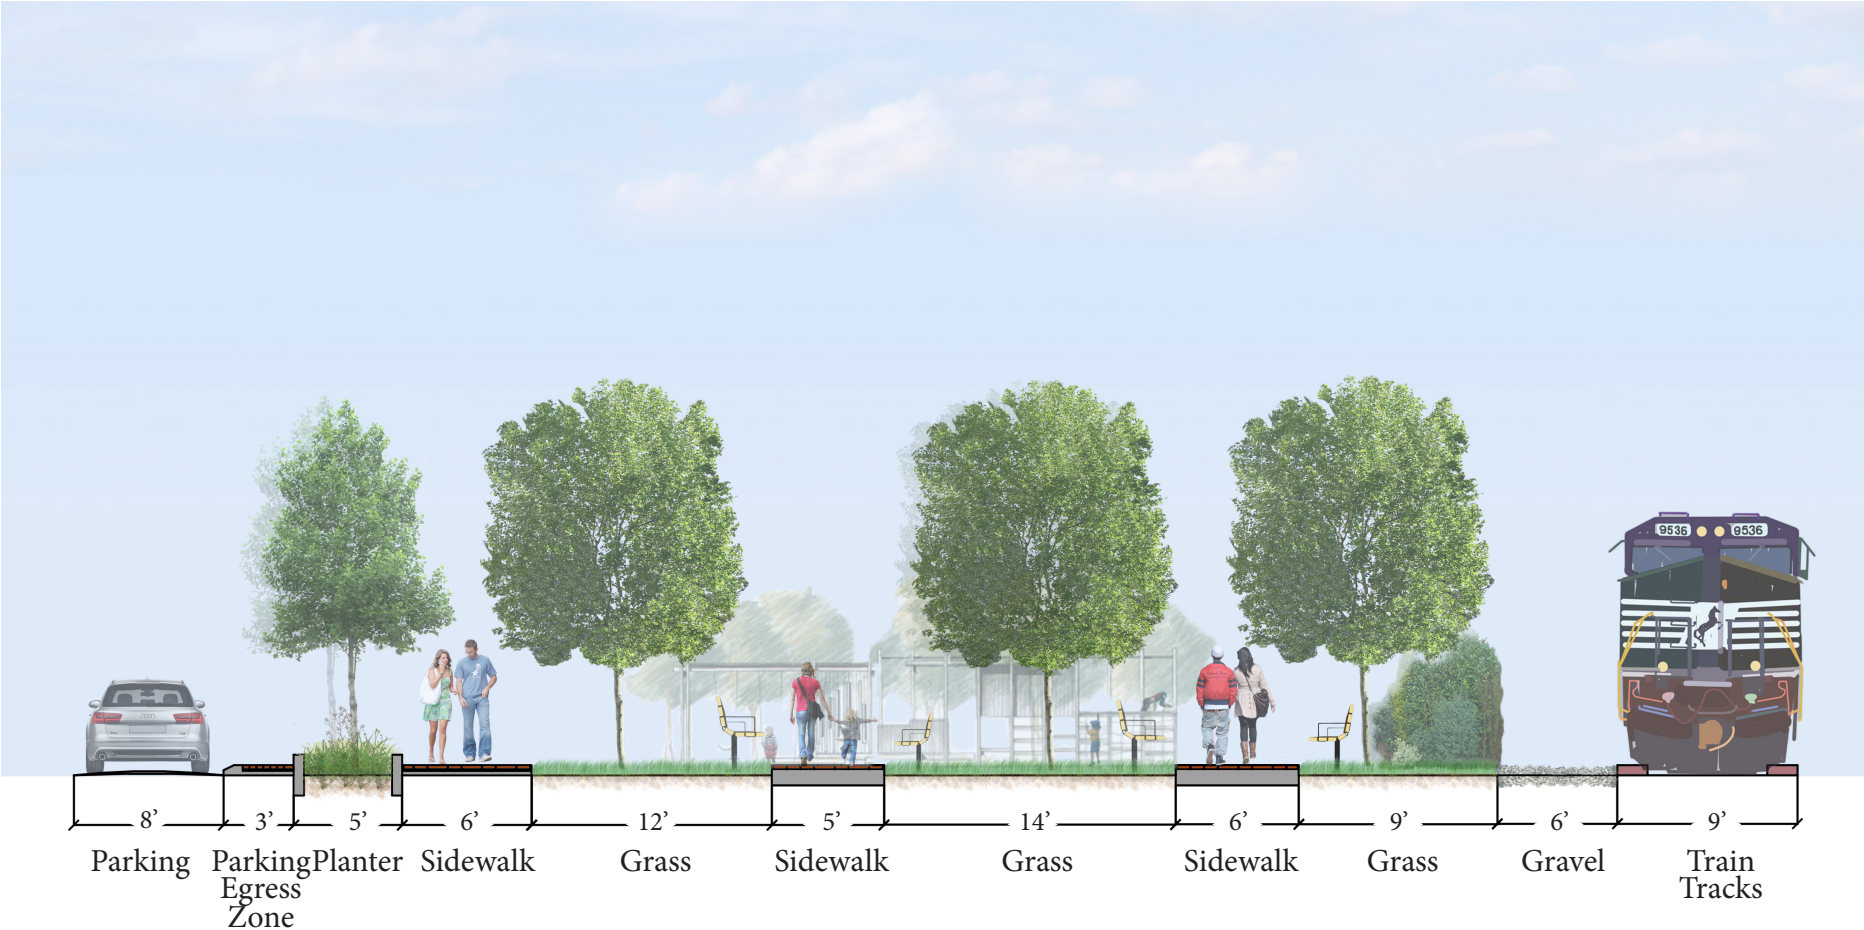 9536 9536
8’ 3’ 5’ 6’ 12’ 5’ 14’ 6’ 9’ 6’ 9’
Parking
Parking
Egress
Zone
Planter
Sidewalk
Grass
Sidewalk
Grass
Sidewalk
Grass
Gravel
Train
Tracks